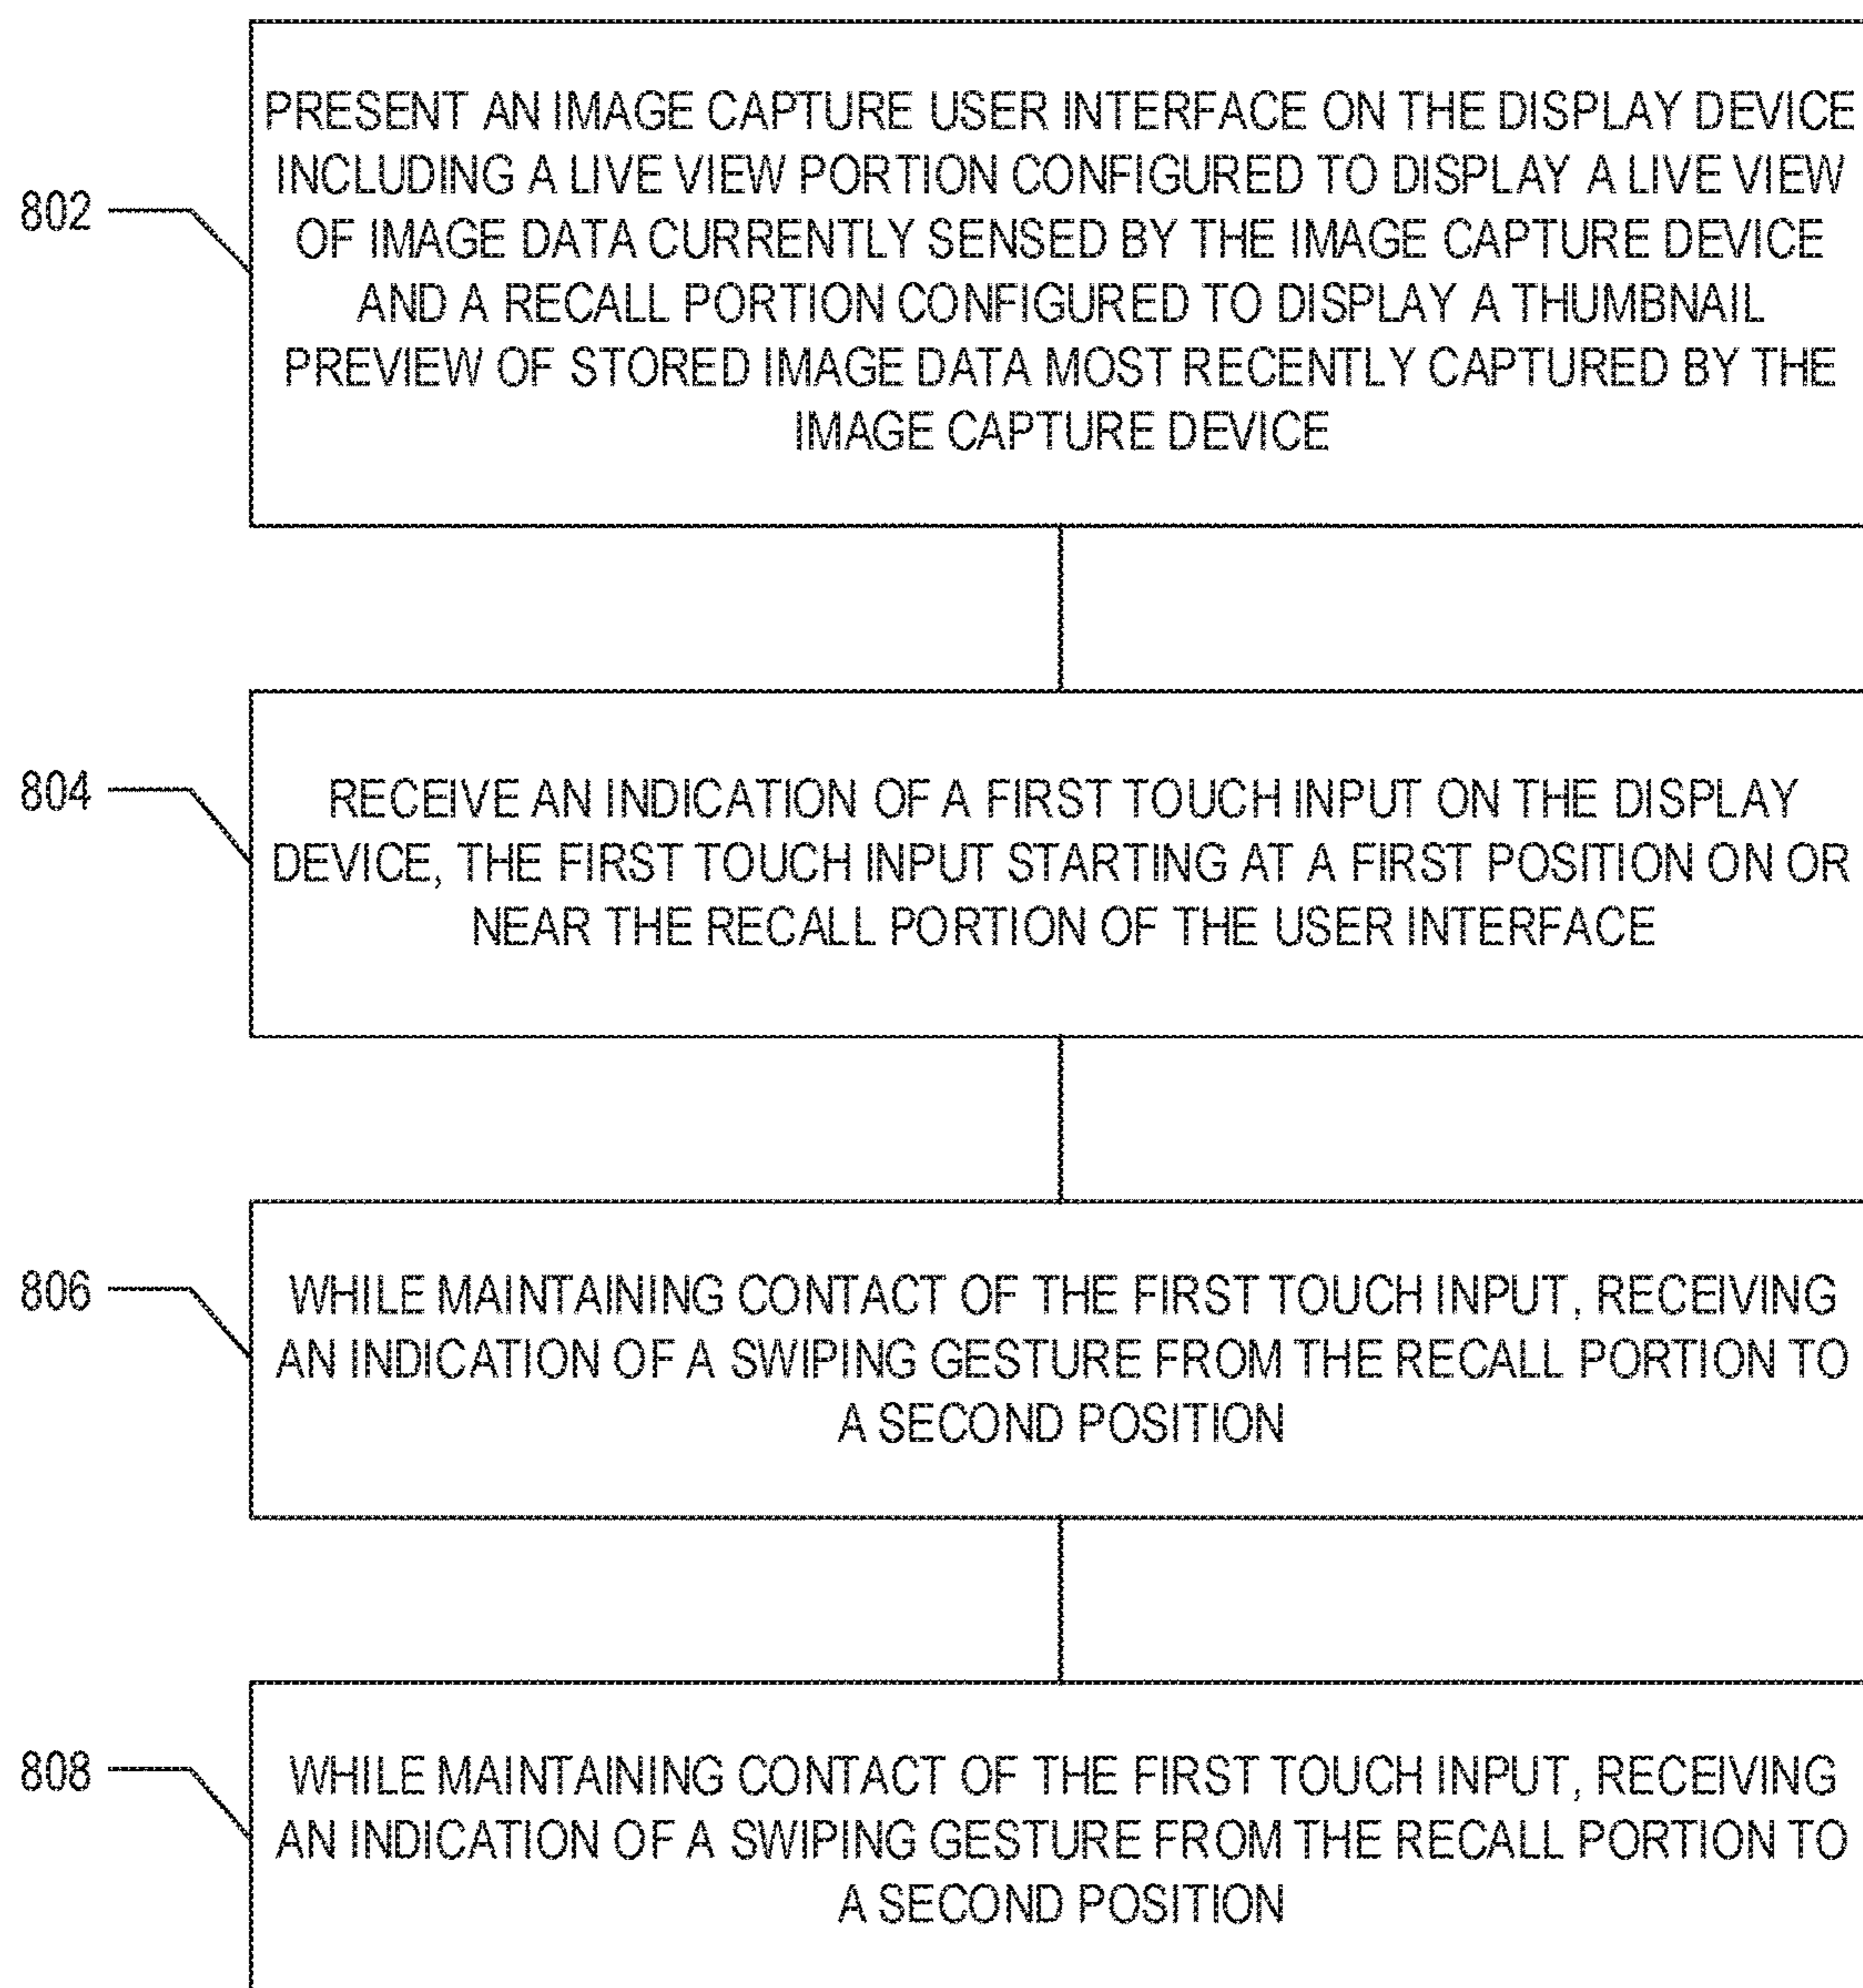 PRESENT AN IMAGE CAPTURE USER INTERFACE ON THE DISPLAY DEVICE
INCLUDING A LIVE VIEW PORTION CONFIGURED TO DISPLAY A LIVE VIEW
802
OF IMAGE DATA CURRENTLY SENSED BY THE IMAGE CAPTURE DEVICE
AND A RECALL PORTION CONFIGURED TO DISPLAY A THUMBNAIL
PREVIEW OF STORED IMAGE DATA MOST RECENTLY CAPTURED BY THE
IMAGE CAPTURE DEVICE
804
RECEIVE AN INDICATION OF A FIRST TOUCH INPUT ON THE DISPLAY
DEVICE, THE FIRST TOUCH INPUT STARTING AT A FIRST POSITION ON OR
NEAR THE RECALL PORTION OF THE USER INTERFACE
806
WHILE MAINTAINING CONTACT OF THE FIRST TOUCH INPUT, RECEIVING
AN INDICATION OF A SWIPING GESTURE FROM THE RECALL PORTION TO
A SECOND POSITION
808
WHILE MAINTAINING CONTACT OF THE FIRST TOUCH INPUT, RECEIVING
AN INDICATION OF A SWIPING GESTURE FROM THE RECALL PORTION TO
A SECOND POSITION